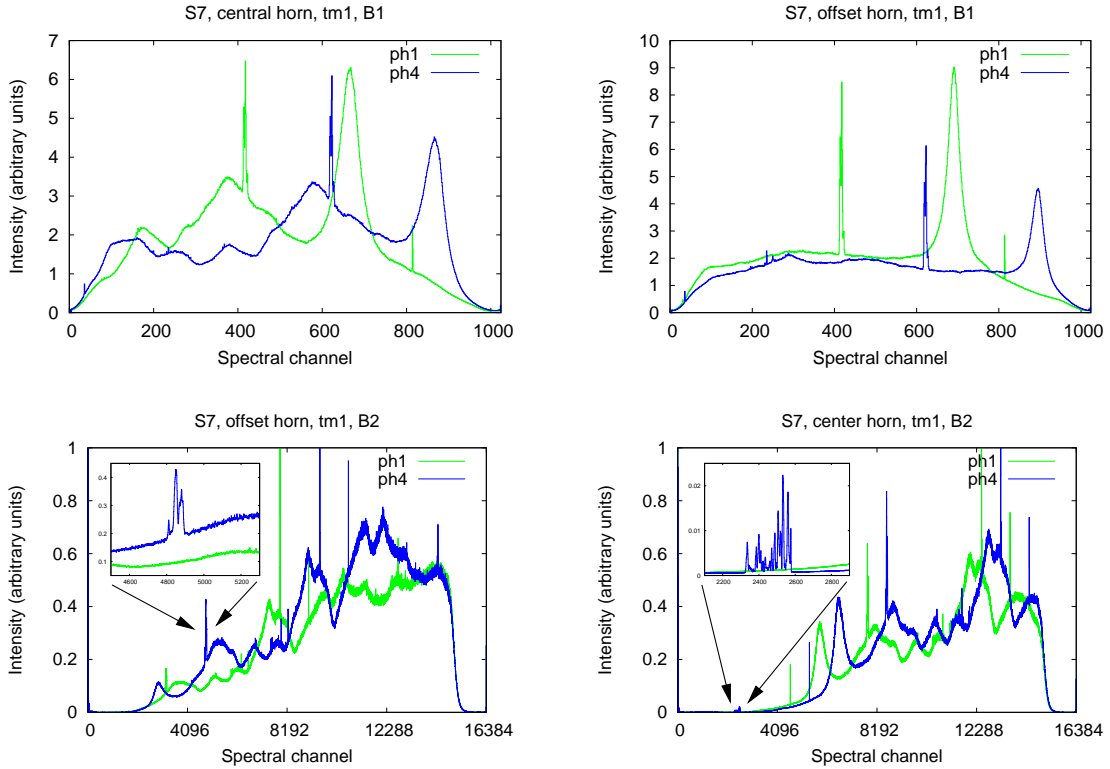 S7, central horn, tm1, B1
Intensity (arbitrary units)
7
6
5
4
3
2
1
0
0 200 400 600 800 1000
Spectral channel
ph1
ph4
S7, offset horn, tm1, B1
Intensity (arbitrary units)
10
9
8
7
6
5
4
3
2
1
0
0 200 400 600 800 1000
Spectral channel
ph1
ph4
S7, offset horn, tm1, B2
Intensity (arbitrary units)
1
0.8
0.6
0.4
0.2
0
0 4096 8192 12288 16384
Spectral channel
ph1
ph4
0.4
0.3
0.2
0.1
4600 4800 5000 5200
S7, center horn, tm1, B2
Intensity (arbitrary units)
1
0.8
0.6
0.4
0.2
0
0 4096 8192 12288 16384
Spectral channel
ph1
ph4
0.02
0.01
0
2200 2400 2600 2800